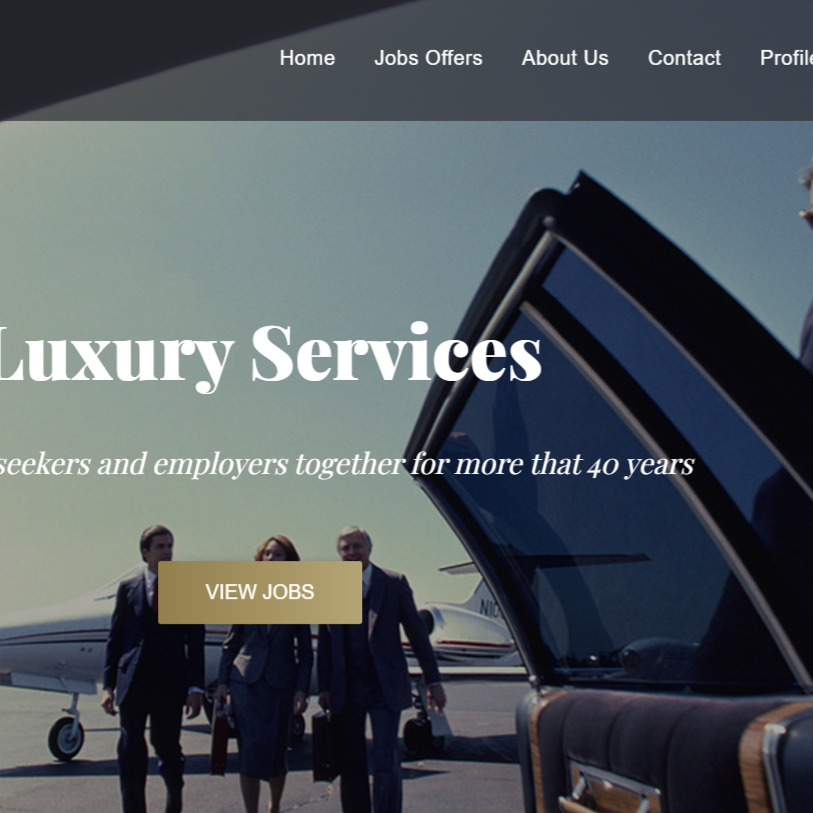 Home Jobs Offers About Us Contact Profile
Luxury Services
seekers and employers together for more that 40 years
VIEW JOBS